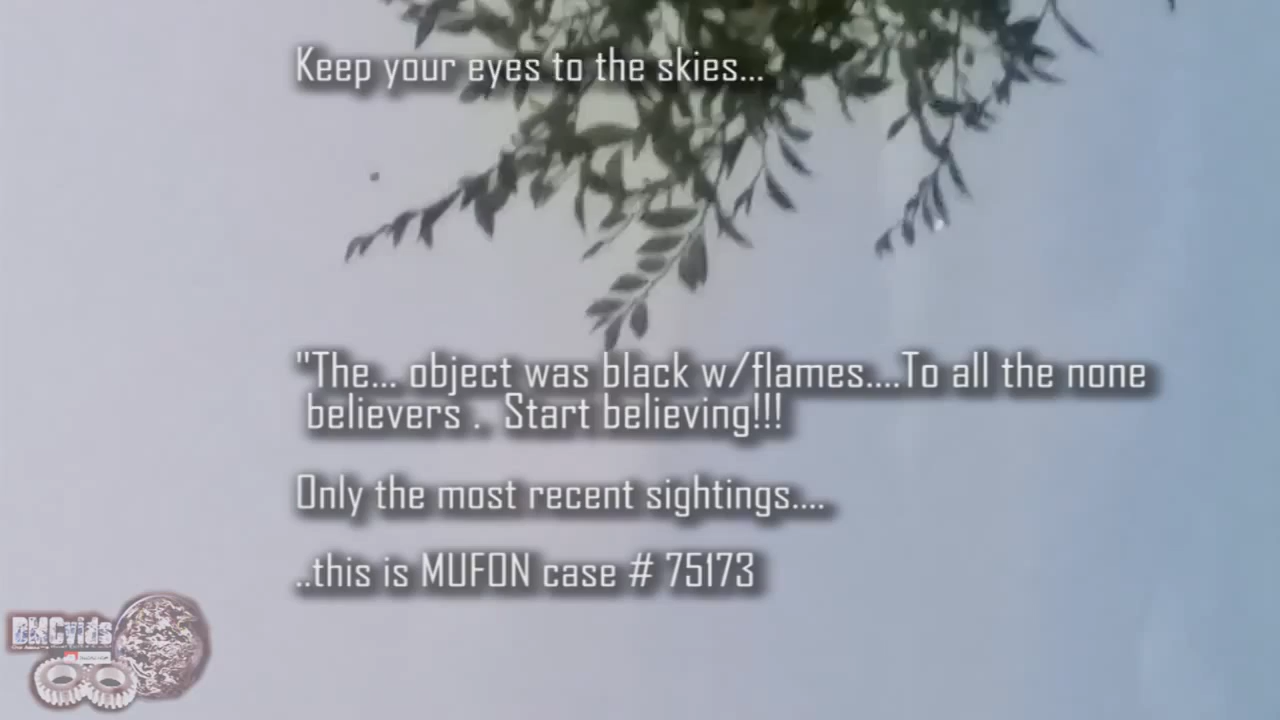 Keep your eyes to the skies...
"The... object was black w/flames....To all the none
believers .  Start believing!!!
Only the most recent sightings....
..this is MUFON case # 75173
DMCvids